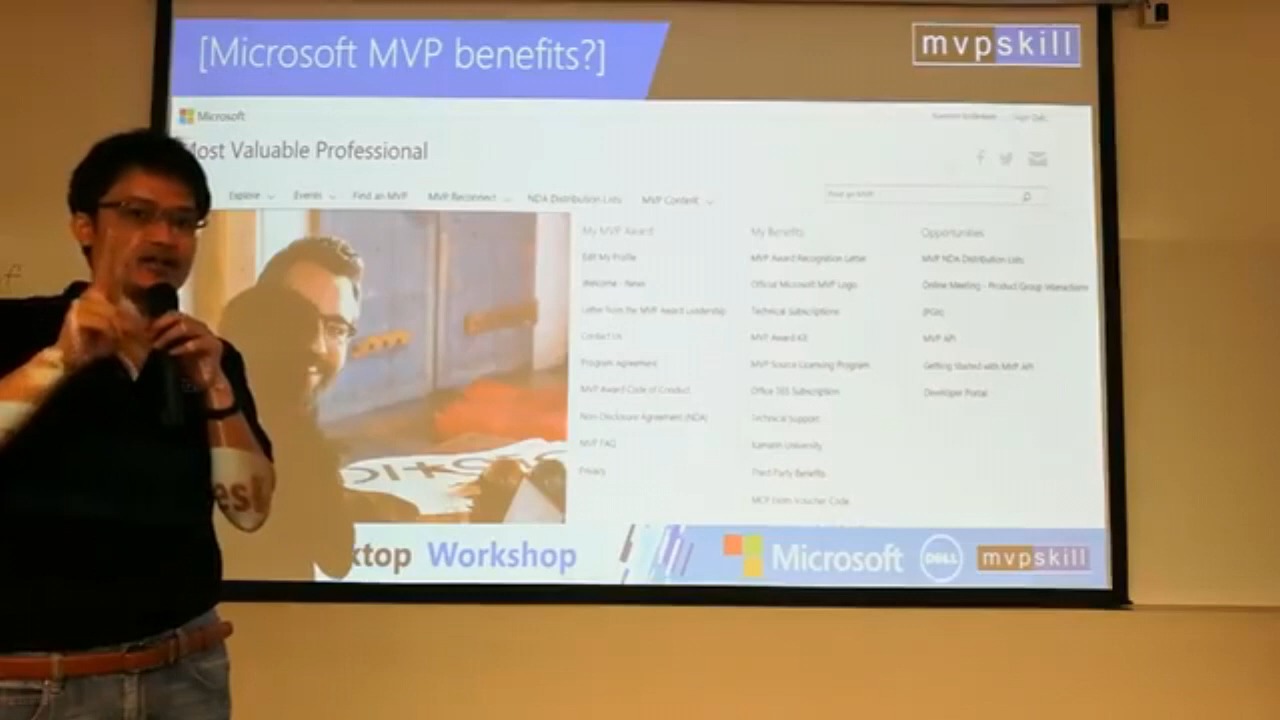 [Microsoft MVP benefits?]
mvpskill
Microsoft
Most Valuable Professional
Explore
Events
Find an MVP
MVP Reconnect
NDA Distribution Lists
MVP Content
Find an MVP
My MVP Award
Edit My Profile
Welcome - News
Letter from the MVP Award Leadership
Contact Us
Program Agreement
MVP Award Code of Conduct
Non-Disclosure Agreement (NDA)
MVP FAQ
Privacy
My Benefits
MVP Award Recognition Letter
Official Microsoft MVP Logo
Technical Subscriptions
MVP Award Kit
MVP Source Licensing Program
Office 365 Subscription
Technical Support
Xamarin University
Third Party Benefits
MCP Exam Voucher Code
Opportunities
MVP NDA Distribution Lists
Online Meeting - Product Group Interactions
(PGIs)
MVP API
Getting Started with MVP API
Developer Portal
ktop Workshop
Microsoft
DELL
mvpskill